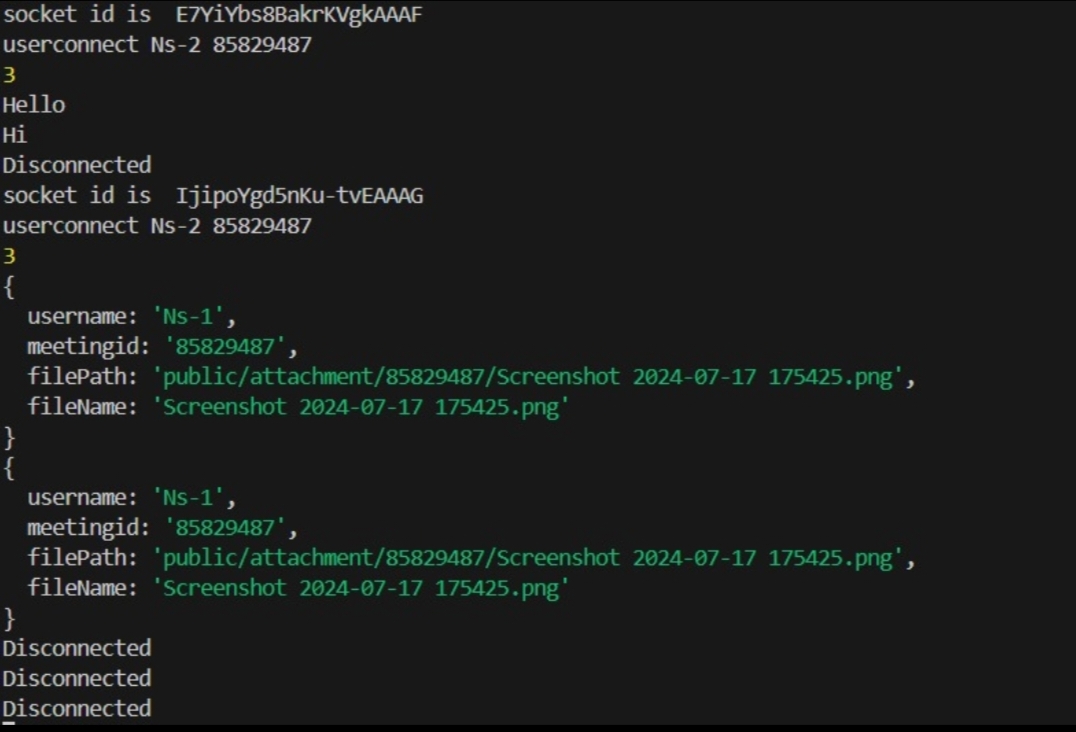 socket id is  E7YiYbs8BakrKVgkAAAF
userconnect Ns-2 85829487
3
Hello
Hi
Disconnected
socket id is  IjipoYgd5nKu-tvEAAAG
userconnect Ns-2 85829487
3
{
  username: 'Ns-1',
  meetingid: '85829487',
  filePath: 'public/attachment/85829487/Screenshot 2024-07-17 175425.png',
  fileName: 'Screenshot 2024-07-17 175425.png'
}
{
  username: 'Ns-1',
  meetingid: '85829487',
  filePath: 'public/attachment/85829487/Screenshot 2024-07-17 175425.png',
  fileName: 'Screenshot 2024-07-17 175425.png'
}
Disconnected
Disconnected
Disconnected